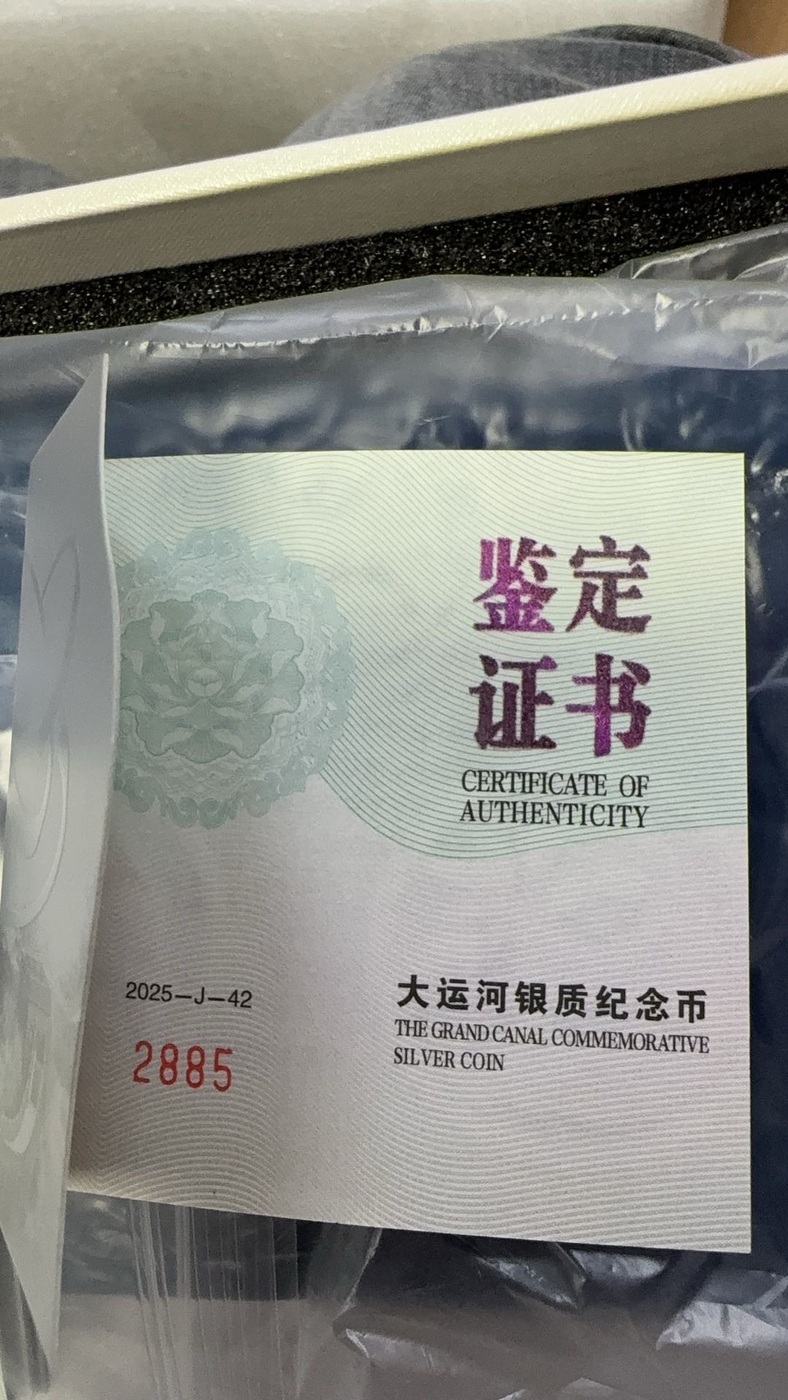 鉴定
证书
CERTIFICATE OF
AUTHENTICITY
2025—J—42
2885
大运河银质纪念币
THE GRAND CANAL COMMEMORATIVE
SILVER COIN